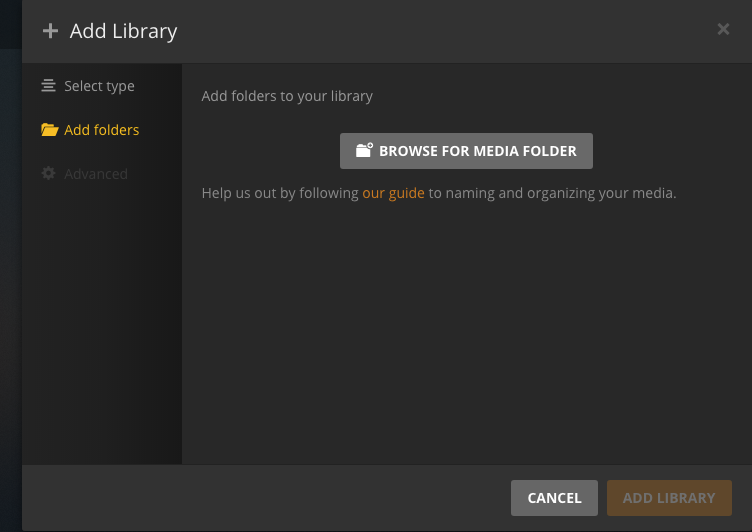 Add Library
Select type
Add folders
Advanced
Add folders to your library
BROWSE FOR MEDIA FOLDER
Help us out by following our guide to naming and organizing your media.
CANCEL
ADD LIBRARY